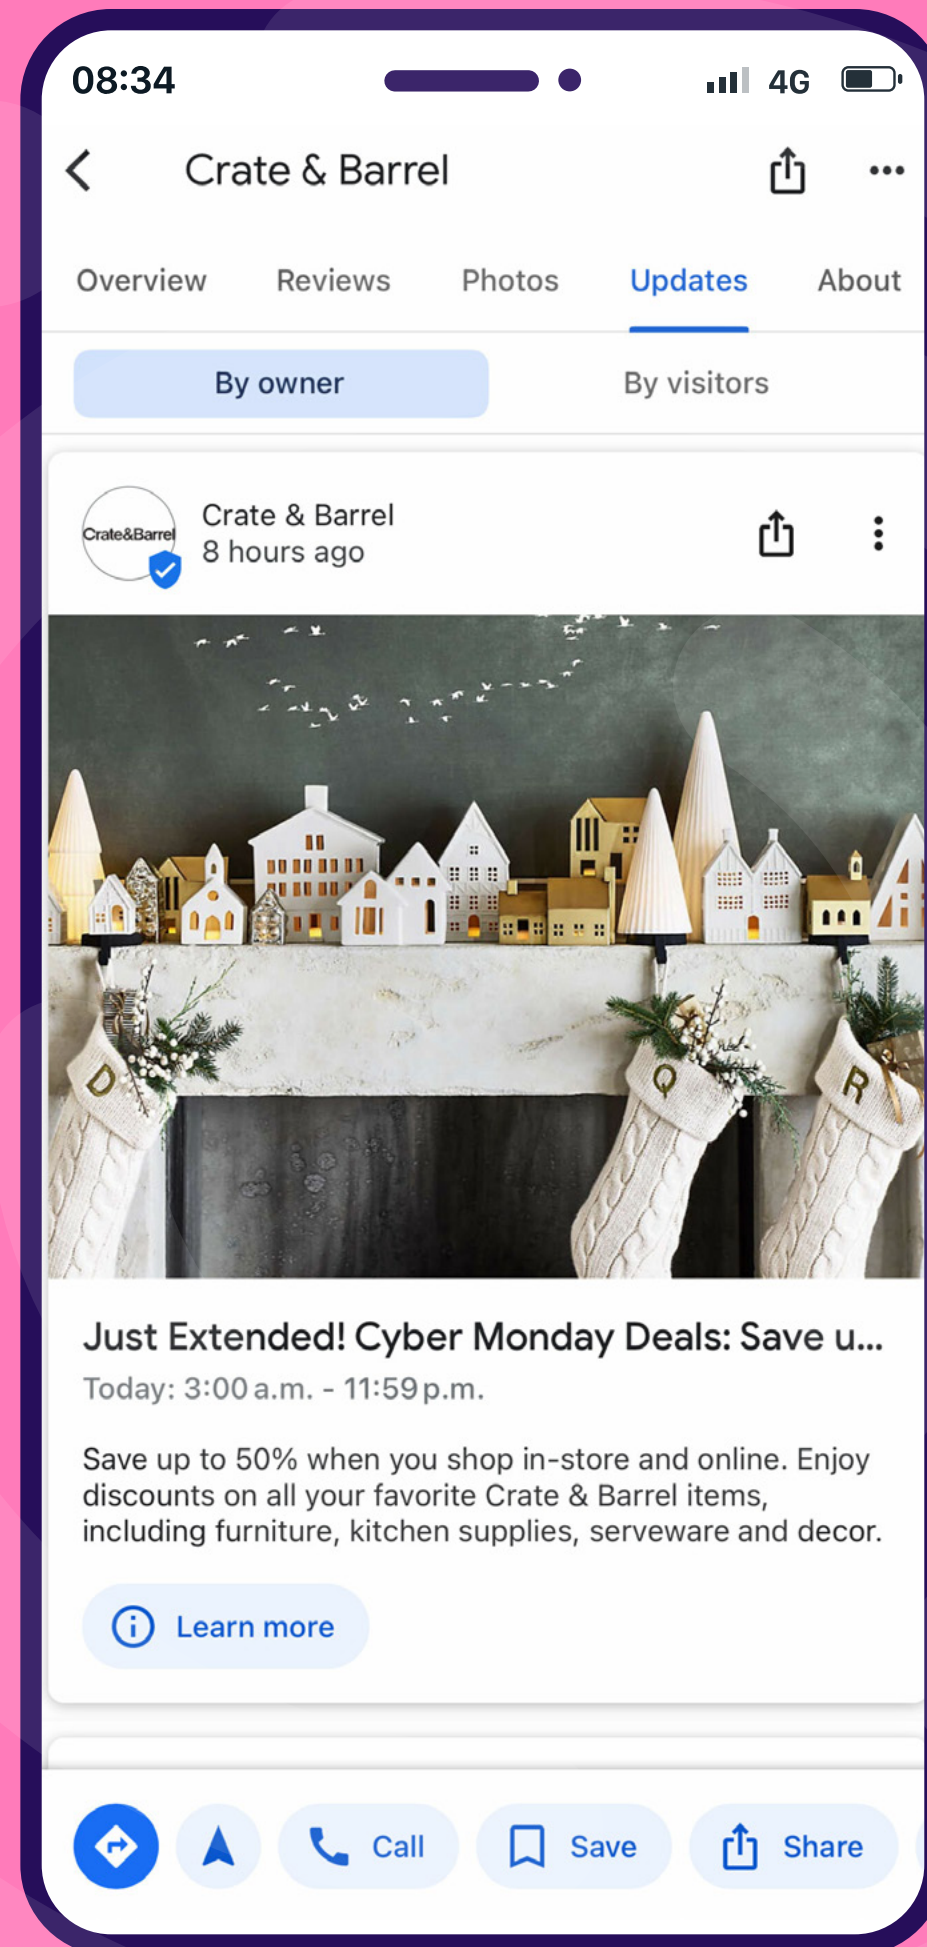 08:34
4G
Crate & Barrel
Overview Reviews Photos Updates About
By owner By visitors
Crate&Barrel
Crate & Barrel
8 hours ago
D Q R
Just Extended! Cyber Monday Deals: Save u...
Today: 3:00 a.m. - 11:59 p.m.
Save up to 50% when you shop in-store and online. Enjoy
discounts on all your favorite Crate & Barrel items,
including furniture, kitchen supplies, serveware and decor.
Learn more
Call Save Share